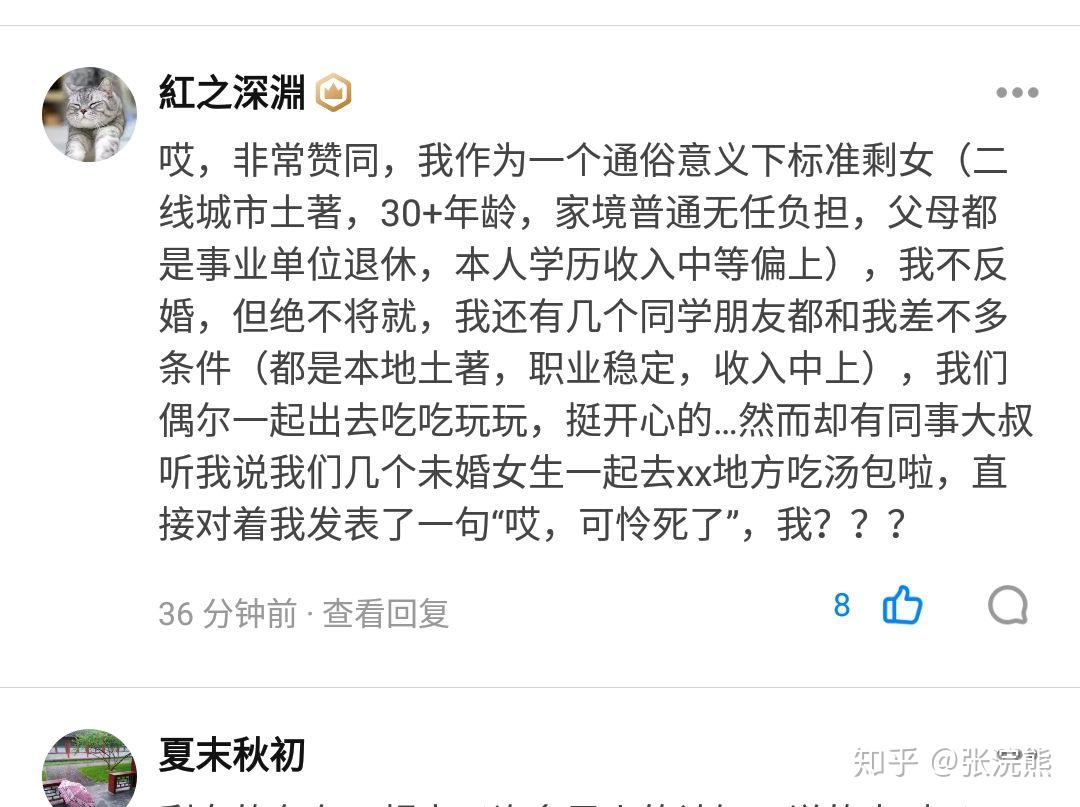 紅之深淵
哎，非常赞同，我作为一个通俗意义下标准剩女（二
线城市土著，30+年龄，家境普通无任负担，父母都
是事业单位退休，本人学历收入中等偏上），我不反
婚，但绝不将就，我还有几个同学朋友都和我差不多
条件（都是本地土著，职业稳定，收入中上），我们
偶尔一起出去吃吃玩玩，挺开心的...然而却有同事大叔
听我说我们几个未婚女生一起去xx地方吃汤包啦，直
接对着我发表了一句“哎，可怜死了”，我？？？
36 分钟前 · 查看回复
8
夏末秋初
知乎 @张浣熊